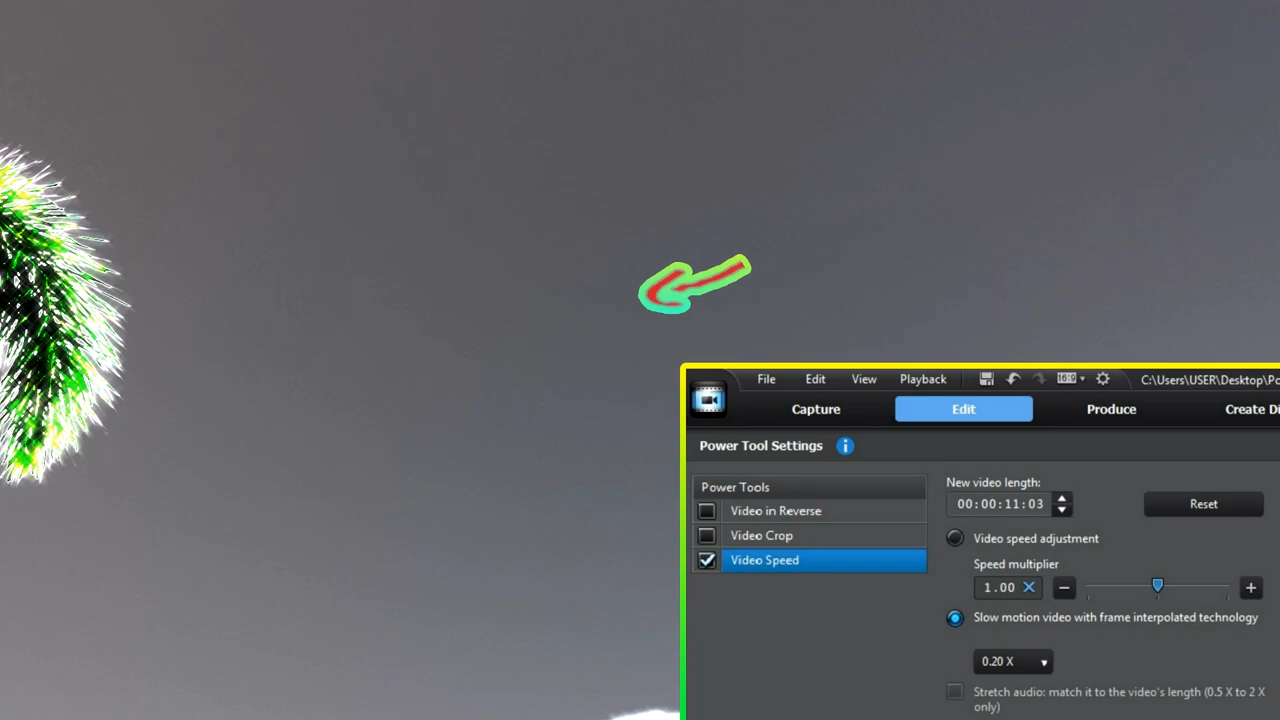 File Edit View Playback 16:9 C:\Users\USER\Desktop\Po
Capture Edit Produce Create Di
Power Tool Settings i
Power Tools
Video in Reverse
Video Crop
Video Speed
New video length:
00:00:11:03 Reset
Video speed adjustment
Speed multiplier
1.00 X
Slow motion video with frame interpolated technology
0.20 X
Stretch audio: match it to the video's length (0.5 X to 2 X
only)